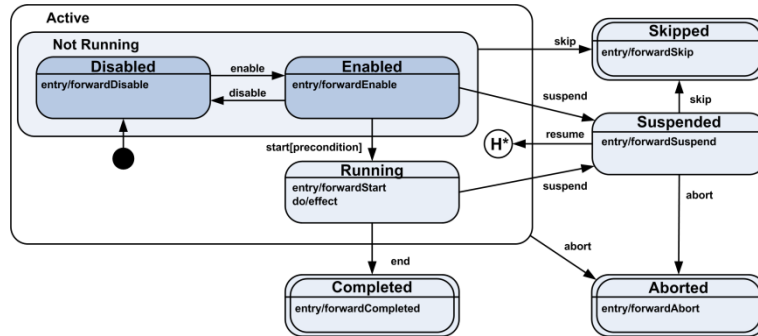 Active
Skipped
entry/forwardSkip
Not Running
skip
Disabled
entry/forwardDisable
enable
disable
Enabled
entry/forwardEnable
suspend
skip
Suspended
entry/forwardSuspend
H*
resume
start[precondition]
Running
entry/forwardStart
do/effect
suspend
abort
abort
end
Completed
entry/forwardCompleted
Aborted
entry/forwardAbort